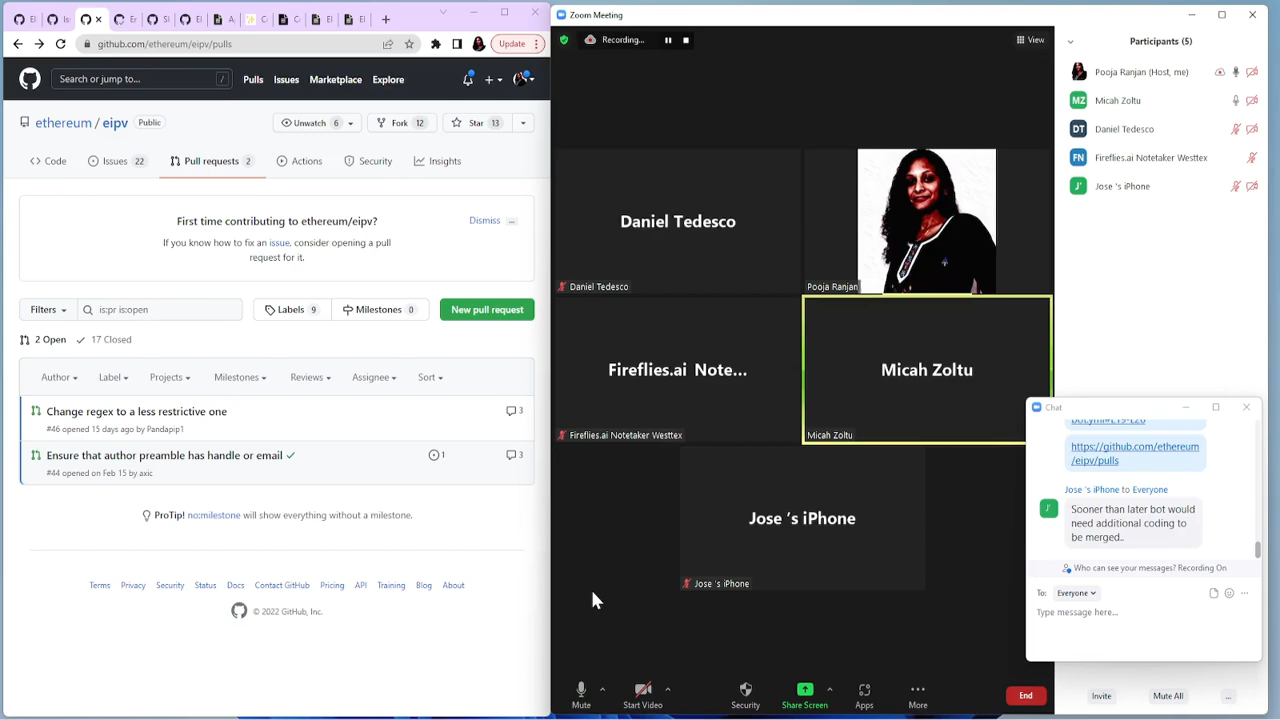 Er
SI
El
A
C
C
El
El
github.com/ethereum/eipv/pulls
Update
Search or jump to...
/
Pulls
Issues
Marketplace
Explore
ethereum / eipv
Public
Unwatch 6
Fork 12
Star 13
Code
Issues 22
Pull requests 2
Actions
Security
Insights
First time contributing to ethereum/eipv?
Dismiss
If you know how to fix an issue, consider opening a pull
request for it.
Filters
is:pr is:open
Labels 9
Milestones 0
New pull request
2 Open
17 Closed
Author
Label
Projects
Milestones
Reviews
Assignee
Sort
Change regex to a less restrictive one
3
#46 opened 15 days ago by Pandapip1
Ensure that author preamble has handle or email
1
3
#44 opened on Feb 15 by axic
ProTip! no:milestone will show everything without a milestone.
Terms
Privacy
Security
Status
Docs
Contact GitHub
Pricing
API
Training
Blog
About
© 2022 GitHub, Inc.
Zoom Meeting
Recording...
View
Daniel Tedesco
Daniel Tedesco
Pooja Ranjan
Fireflies.ai Note...
Fireflies.ai Notetaker Westtex
Micah Zoltu
Micah Zoltu
Jose 's iPhone
Jose 's iPhone
Mute
Start Video
Security
Share Screen
Apps
More
End
Participants (5)
Pooja Ranjan (Host, me)
MZ
Micah Zoltu
DT
Daniel Tedesco
FN
Fireflies.ai Notetaker Westtex
J'
Jose 's iPhone
Chat
https://github.com/ethereum
/eipv/pulls
Jose 's iPhone to Everyone
J'
Sooner than later bot would
need additional coding to
be merged..
Who can see your messages? Recording On
To:
Everyone
Type message here...
Invite
Mute All
...